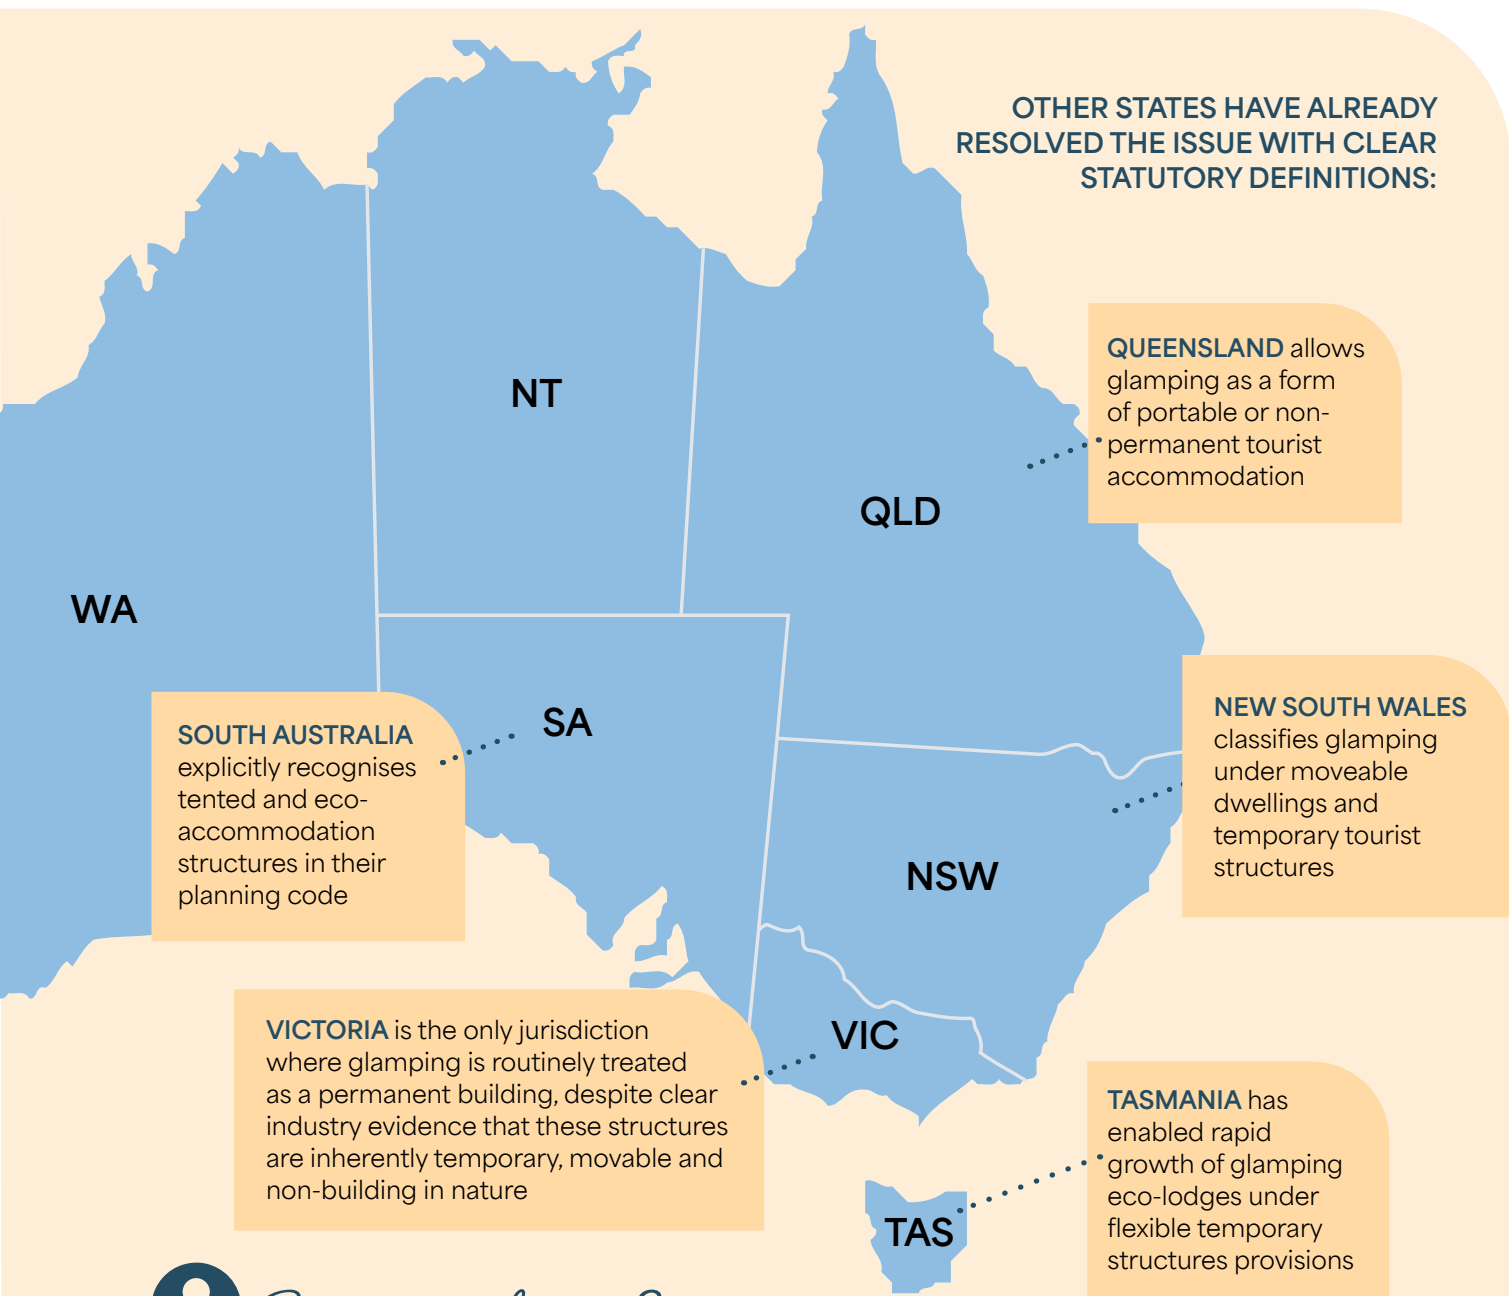 OTHER STATES HAVE ALREADY
RESOLVED THE ISSUE WITH CLEAR
STATUTORY DEFINITIONS:
QUEENSLAND allows
glamping as a form
of portable or non-
permanent tourist
accommodation
NT
QLD
WA
SA
SOUTH AUSTRALIA
explicitly recognises
tented and eco-
accommodation
structures in their
planning code
NEW SOUTH WALES
classifies glamping
under moveable
dwellings and
temporary tourist
structures
NSW
VICTORIA is the only jurisdiction
where glamping is routinely treated
as a permanent building, despite clear
industry evidence that these structures
are inherently temporary, movable and
non-building in nature
VIC
TASMANIA has
enabled rapid
growth of glamping
eco-lodges under
flexible temporary
structures provisions
TAS